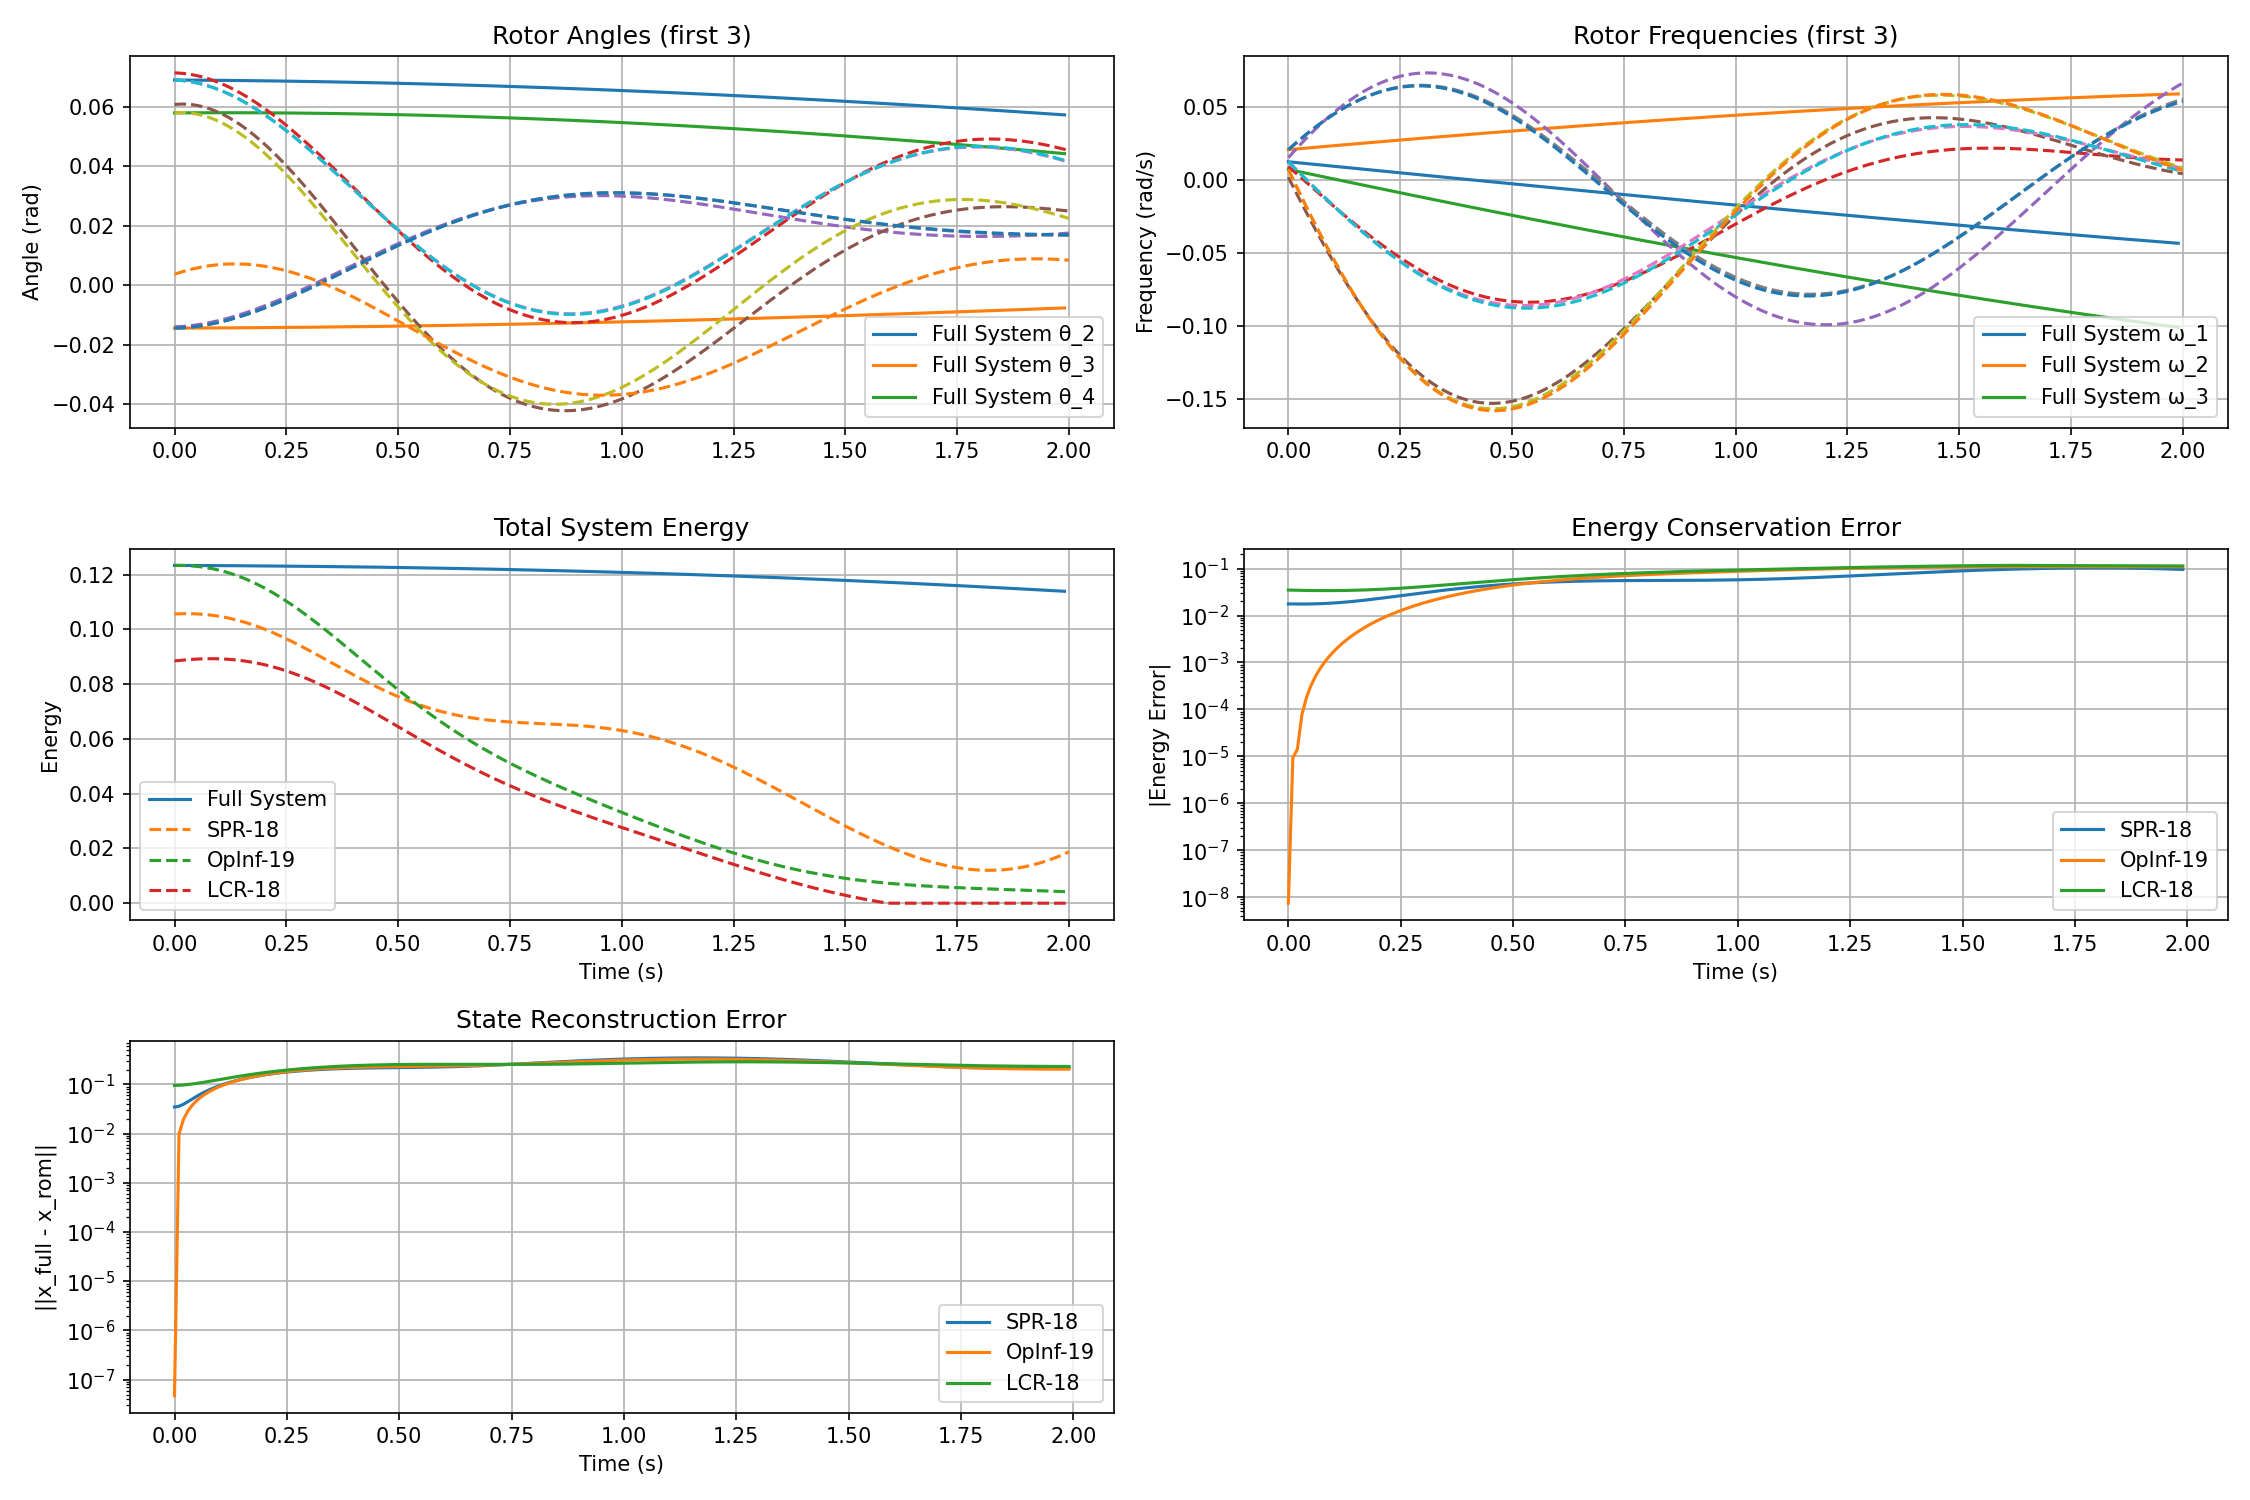 Rotor Angles (first 3)
Angle (rad)
0.06
0.04
0.02
0.00
−0.02
−0.04
Full System θ_2
Full System θ_3
Full System θ_4
0.00 0.25 0.50 0.75 1.00 1.25 1.50 1.75 2.00
Rotor Frequencies (first 3)
Frequency (rad/s)
0.05
0.00
−0.05
−0.10
−0.15
Full System ω_1
Full System ω_2
Full System ω_3
0.00 0.25 0.50 0.75 1.00 1.25 1.50 1.75 2.00
Total System Energy
Energy
0.12
0.10
0.08
0.06
0.04
0.02
0.00
Full System
SPR-18
OpInf-19
LCR-18
0.00 0.25 0.50 0.75 1.00 1.25 1.50 1.75 2.00
Time (s)
Energy Conservation Error
|Energy Error|
10⁻¹
10⁻²
10⁻³
10⁻⁴
10⁻⁵
10⁻⁶
10⁻⁷
10⁻⁸
SPR-18
OpInf-19
LCR-18
0.00 0.25 0.50 0.75 1.00 1.25 1.50 1.75 2.00
Time (s)
State Reconstruction Error
||x_full - x_rom||
10⁻¹
10⁻²
10⁻³
10⁻⁴
10⁻⁵
10⁻⁶
10⁻⁷
SPR-18
OpInf-19
LCR-18
0.00 0.25 0.50 0.75 1.00 1.25 1.50 1.75 2.00
Time (s)